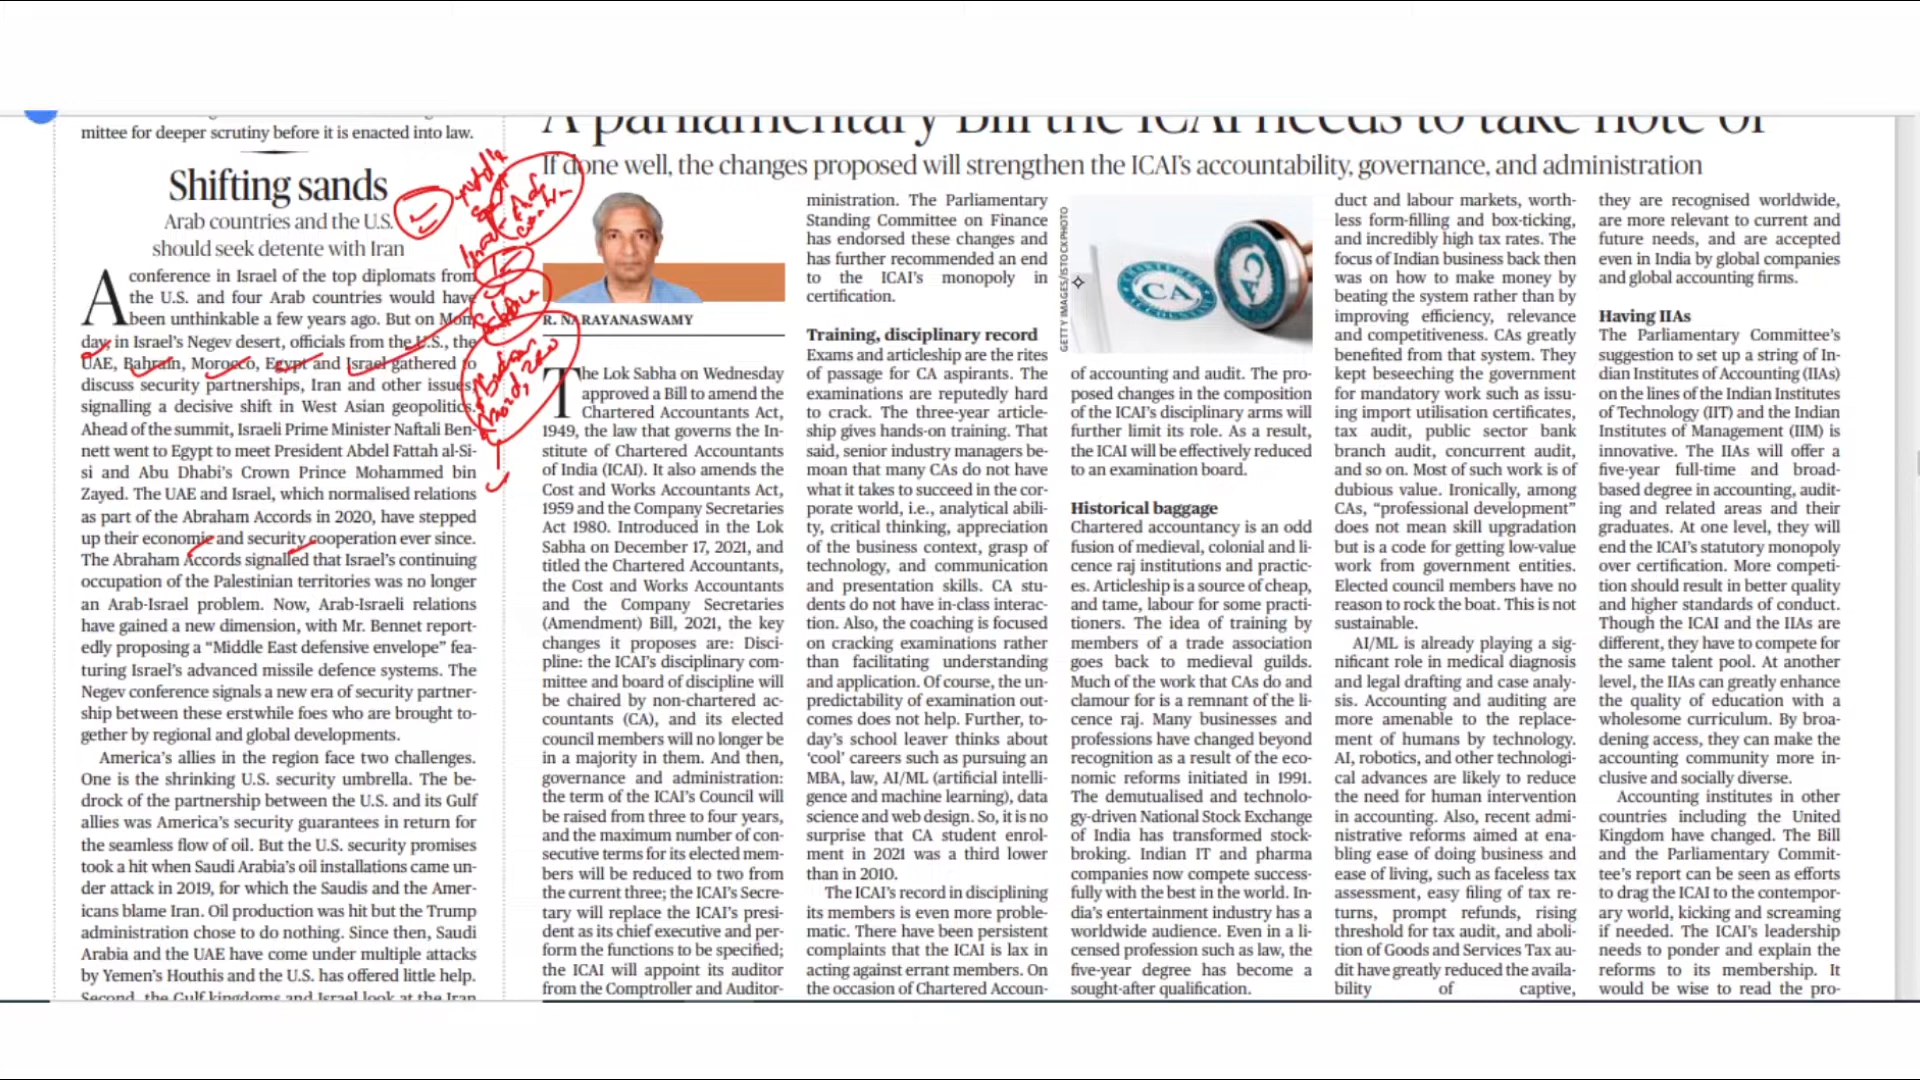 mittee for deeper scrutiny before it is enacted into law.
Shifting sands
Arab countries and the U.S.
should seek detente with Iran
A conference in Israel of the top diplomats from
the U.S. and four Arab countries would have
been unthinkable a few years ago. But on Mon-
day, in Israel's Negev desert, officials from the U.S., the
UAE, Bahrain, Morocco, Egypt and Israel gathered to
discuss security partnerships, Iran and other issues,
signalling a decisive shift in West Asian geopolitics.
Ahead of the summit, Israeli Prime Minister Naftali Ben-
nett went to Egypt to meet President Abdel Fattah al-Si-
si and Abu Dhabi's Crown Prince Mohammed bin
Zayed. The UAE and Israel, which normalised relations
as part of the Abraham Accords in 2020, have stepped
up their economic and security cooperation ever since.
The Abraham Accords signalled that Israel's continuing
occupation of the Palestinian territories was no longer
an Arab-Israel problem. Now, Arab-Israeli relations
have gained a new dimension, with Mr. Bennet report-
edly proposing a “Middle East defensive envelope” fea-
turing Israel's advanced missile defence systems. The
Negev conference signals a new era of security partner-
ship between these erstwhile foes who are brought to-
gether by regional and global developments.
America's allies in the region face two challenges.
One is the shrinking U.S. security umbrella. The be-
drock of the partnership between the U.S. and its Gulf
allies was America's security guarantees in return for
the seamless flow of oil. But the U.S. security promises
took a hit when Saudi Arabia's oil installations came un-
der attack in 2019, for which the Saudis and the Amer-
icans blame Iran. Oil production was hit but the Trump
administration chose to do nothing. Since then, Saudi
Arabia and the UAE have come under multiple attacks
by Yemen's Houthis and the U.S. has offered little help.
Second, the Gulf kingdoms and Israel look at the Iran
A parliamentary Bill the ICAI needs to take note of
If done well, the changes proposed will strengthen the ICAI's accountability, governance, and administration
R. NARAYANASWAMY
The Lok Sabha on Wednesday
approved a Bill to amend the
Chartered Accountants Act,
1949, the law that governs the In-
stitute of Chartered Accountants
of India (ICAI). It also amends the
Cost and Works Accountants Act,
1959 and the Company Secretaries
Act 1980. Introduced in the Lok
Sabha on December 17, 2021, and
titled the Chartered Accountants,
the Cost and Works Accountants
and the Company Secretaries
(Amendment) Bill, 2021, the key
changes it proposes are: Disci-
pline: the ICAI's disciplinary com-
mittee and board of discipline will
be chaired by non-chartered ac-
countants (CA), and its elected
council members will no longer be
in a majority in them. And then,
governance and administration:
the term of the ICAI's Council will
be raised from three to four years,
and the maximum number of con-
secutive terms for its elected mem-
bers will be reduced to two from
the current three; the ICAI's Secre-
tary will replace the ICAI's presi-
dent as its chief executive and per-
form the functions to be specified;
the ICAI will appoint its auditor
from the Comptroller and Auditor-
ministration. The Parliamentary
Standing Committee on Finance
has endorsed these changes and
has further recommended an end
to the ICAI's monopoly in
certification.
Training, disciplinary record
Exams and articleship are the rites
of passage for CA aspirants. The
examinations are reputedly hard
to crack. The three-year article-
ship gives hands-on training. That
said, senior industry managers be-
moan that many CAs do not have
what it takes to succeed in the cor-
porate world, i.e., analytical abili-
ty, critical thinking, appreciation
of the business context, grasp of
technology, and communication
and presentation skills. CA stu-
dents do not have in-class interac-
tion. Also, the coaching is focused
on cracking examinations rather
than facilitating understanding
and application. Of course, the un-
predictability of examination out-
comes does not help. Further, to-
day's school leaver thinks about
‘cool’ careers such as pursuing an
MBA, law, AI/ML (artificial intelli-
gence and machine learning), data
science and web design. So, it is no
surprise that CA student enrol-
ment in 2021 was a third lower
than in 2010.
The ICAI's record in disciplining
its members is even more proble-
matic. There have been persistent
complaints that the ICAI is lax in
acting against errant members. On
the occasion of Chartered Accoun-
GETTY IMAGES/ISTOCKPHOTO
CA
CA
of accounting and audit. The pro-
posed changes in the composition
of the ICAI's disciplinary arms will
further limit its role. As a result,
the ICAI will be effectively reduced
to an examination board.
Historical baggage
Chartered accountancy is an odd
fusion of medieval, colonial and li-
cence raj institutions and practic-
es. Articleship is a source of cheap,
and tame, labour for some practi-
tioners. The idea of training by
members of a trade association
goes back to medieval guilds.
Much of the work that CAs do and
clamour for is a remnant of the li-
cence raj. Many businesses and
professions have changed beyond
recognition as a result of the eco-
nomic reforms initiated in 1991.
The demutualised and technolo-
gy-driven National Stock Exchange
of India has transformed stock-
broking. Indian IT and pharma
companies now compete success-
fully with the best in the world. In-
dia's entertainment industry has a
worldwide audience. Even in a li-
censed profession such as law, the
five-year degree has become a
sought-after qualification.
duct and labour markets, worth-
less form-filling and box-ticking,
and incredibly high tax rates. The
focus of Indian business back then
was on how to make money by
beating the system rather than by
improving efficiency, relevance
and competitiveness. CAs greatly
benefited from that system. They
kept beseeching the government
for mandatory work such as issu-
ing import utilisation certificates,
tax audit, public sector bank
branch audit, concurrent audit,
and so on. Most of such work is of
dubious value. Ironically, among
CAs, “professional development”
does not mean skill upgradation
but is a code for getting low-value
work from government entities.
Elected council members have no
reason to rock the boat. This is not
sustainable.
AI/ML is already playing a sig-
nificant role in medical diagnosis
and legal drafting and case analy-
sis. Accounting and auditing are
more amenable to the replace-
ment of humans by technology.
AI, robotics, and other technologi-
cal advances are likely to reduce
the need for human intervention
in accounting. Also, recent admi-
nistrative reforms aimed at ena-
bling ease of doing business and
ease of living, such as faceless tax
assessment, easy filing of tax re-
turns, prompt refunds, rising
threshold for tax audit, and aboli-
tion of Goods and Services Tax au-
dit have greatly reduced the availa-
bility of captive,
they are recognised worldwide,
are more relevant to current and
future needs, and are accepted
even in India by global companies
and global accounting firms.
Having IIAs
The Parliamentary Committee's
suggestion to set up a string of In-
dian Institutes of Accounting (IIAs)
on the lines of the Indian Institutes
of Technology (IIT) and the Indian
Institutes of Management (IIM) is
innovative. The IIAs will offer a
five-year full-time and broad-
based degree in accounting, audit-
ing and related areas and their
graduates. At one level, they will
end the ICAI's statutory monopoly
over certification. More competi-
tion should result in better quality
and higher standards of conduct.
Though the ICAI and the IIAs are
different, they have to compete for
the same talent pool. At another
level, the IIAs can greatly enhance
the quality of education with a
wholesome curriculum. By broa-
dening access, they can make the
accounting community more in-
clusive and socially diverse.
Accounting institutes in other
countries including the United
Kingdom have changed. The Bill
and the Parliamentary Commit-
tee's report can be seen as efforts
to drag the ICAI to the contempor-
ary world, kicking and screaming
if needed. The ICAI's leadership
needs to ponder and explain the
reforms to its membership. It
would be wise to read the pro-